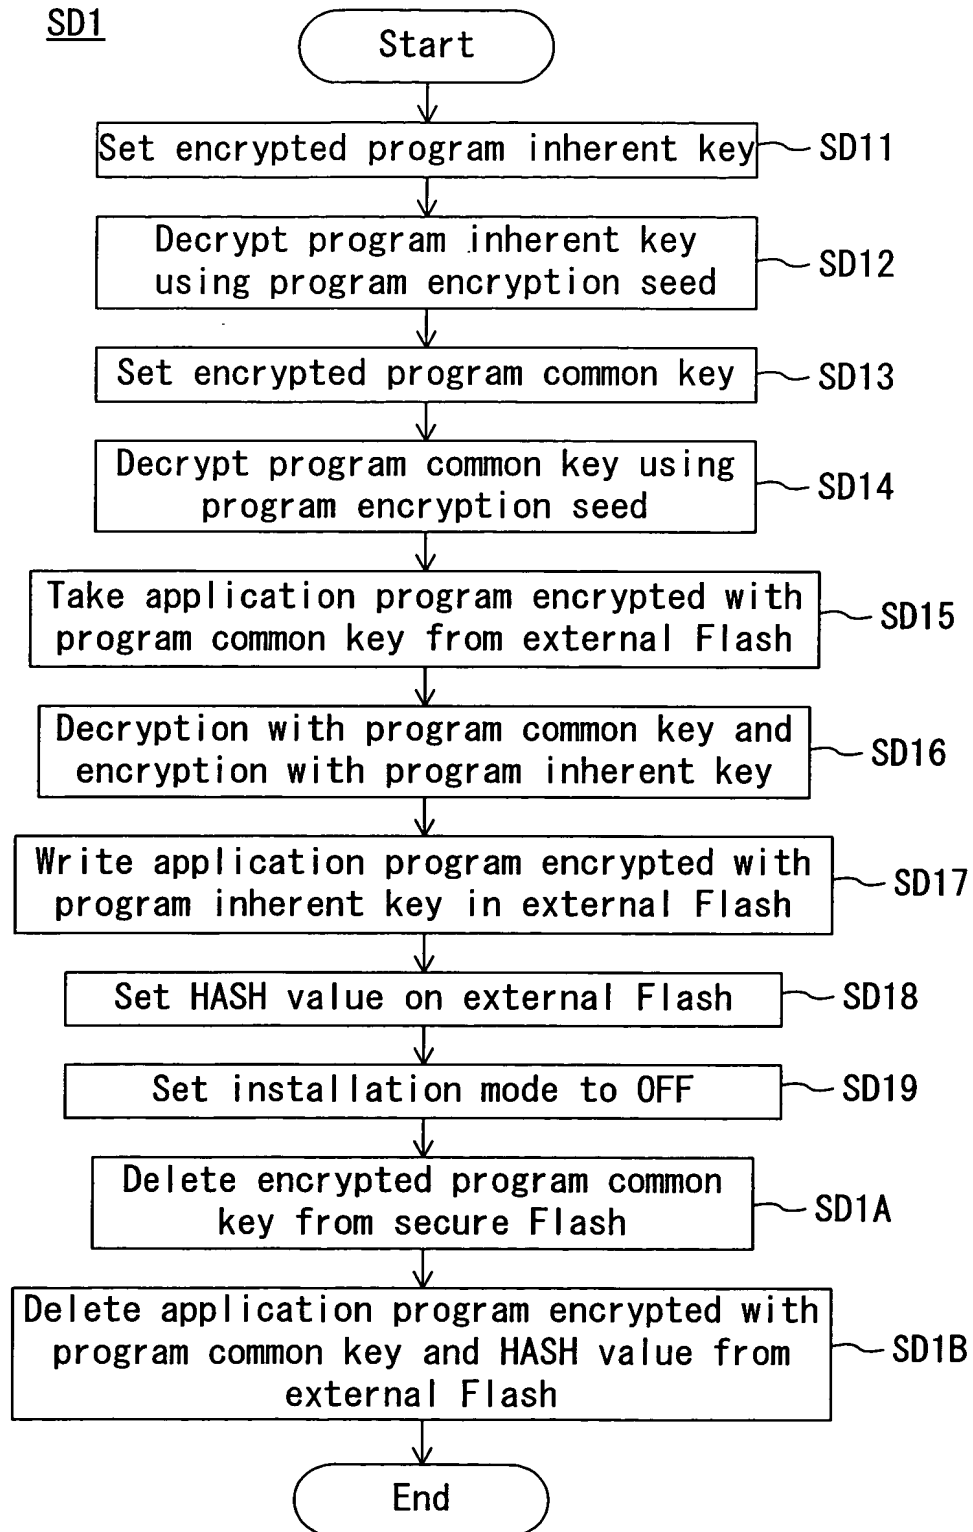 SD1
Start
Set encrypted program inherent key
SD11
Decrypt program inherent key
using program encryption seed
SD12
Set encrypted program common key
SD13
Decrypt program common key using
program encryption seed
SD14
Take application program encrypted with
program common key from external Flash
SD15
Decryption with program common key and
encryption with program inherent key
SD16
Write application program encrypted with
program inherent key in external Flash
SD17
Set HASH value on external Flash
SD18
Set installation mode to OFF
SD19
Delete encrypted program common
key from secure Flash
SD1A
Delete application program encrypted with
program common key and HASH value from
external Flash
SD1B
End